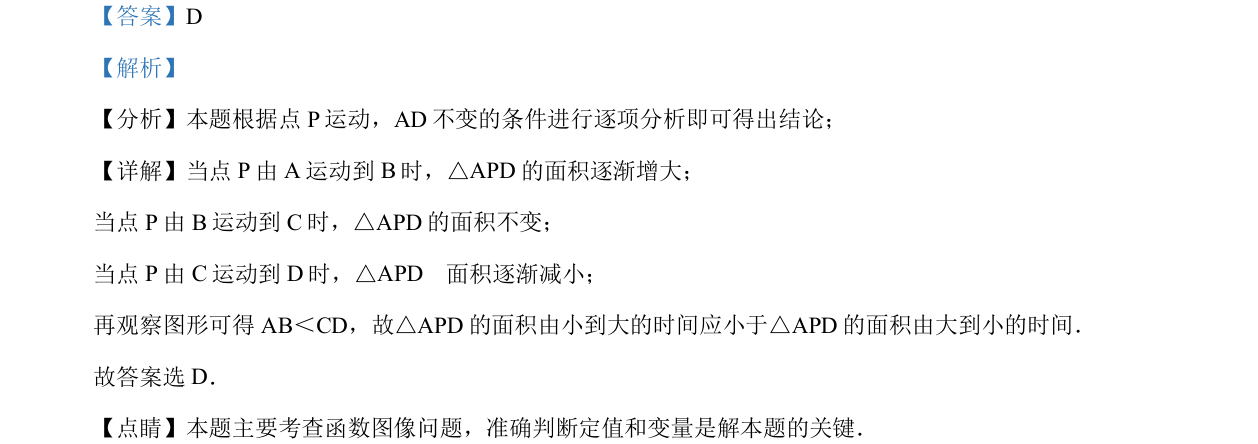 【答案】D
【解析】
【分析】本题根据点 P 运动，AD 不变的条件进行逐项分析即可得出结论；
【详解】当点 P 由 A 运动到 B 时，△APD 的面积逐渐增大；
当点 P 由 B 运动到 C 时，△APD 的面积不变；
当点 P 由 C 运动到 D 时，△APD 面积逐渐减小；
再观察图形可得 AB＜CD，故△APD 的面积由小到大的时间应小于△APD 的面积由大到小的时间．
故答案选 D．
【点睛】本题主要考查函数图像问题，准确判断定值和变量是解本题的关键．